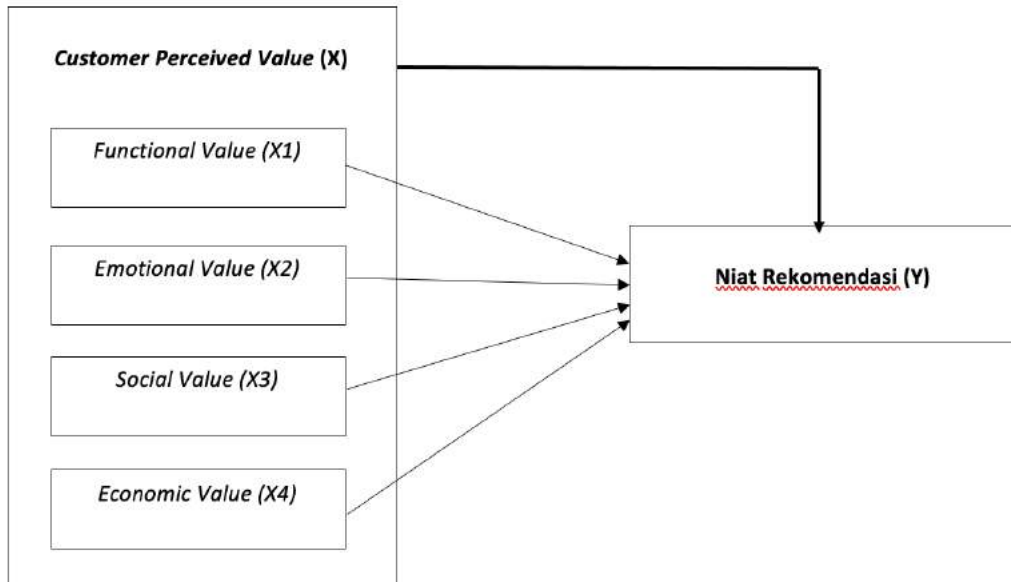 Customer Perceived Value (X)
Functional Value (X1)
Emotional Value (X2)
Niat Rekomendasi (Y)
Social Value (X3)
Economic Value (X4)